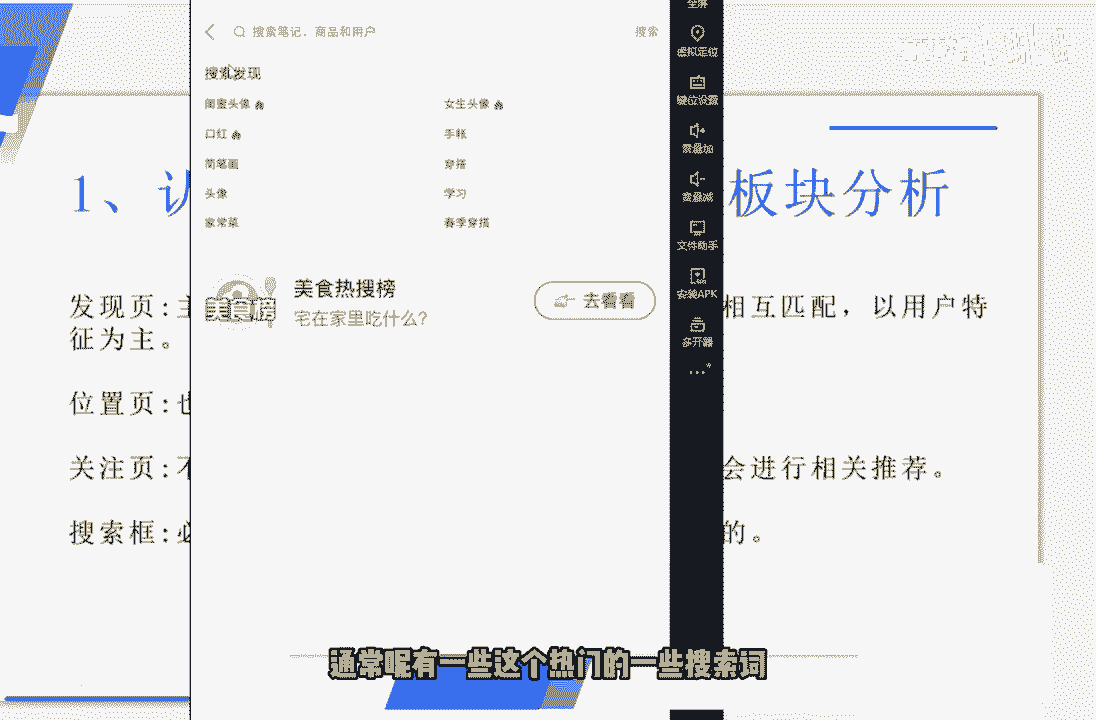 全屏
搜索笔记、商品和用户 搜索
虚拟定位
搜索发现
键位设置
闺蜜头像 女生头像
口红 手帐
音量加
简笔画 穿搭
1、 板块分析
头像 学习
音量减
家常菜 春季穿搭
文件助手
美食热搜榜
安装APK
美食榜 去看看
发现页:主 相互匹配，以用户特
宅在家里吃什么?
征为主。
多开器
位置页:也
关注页:不 会进行相关推荐。
搜索框:必 的。
通常呢有一些这个热门的一些搜索词